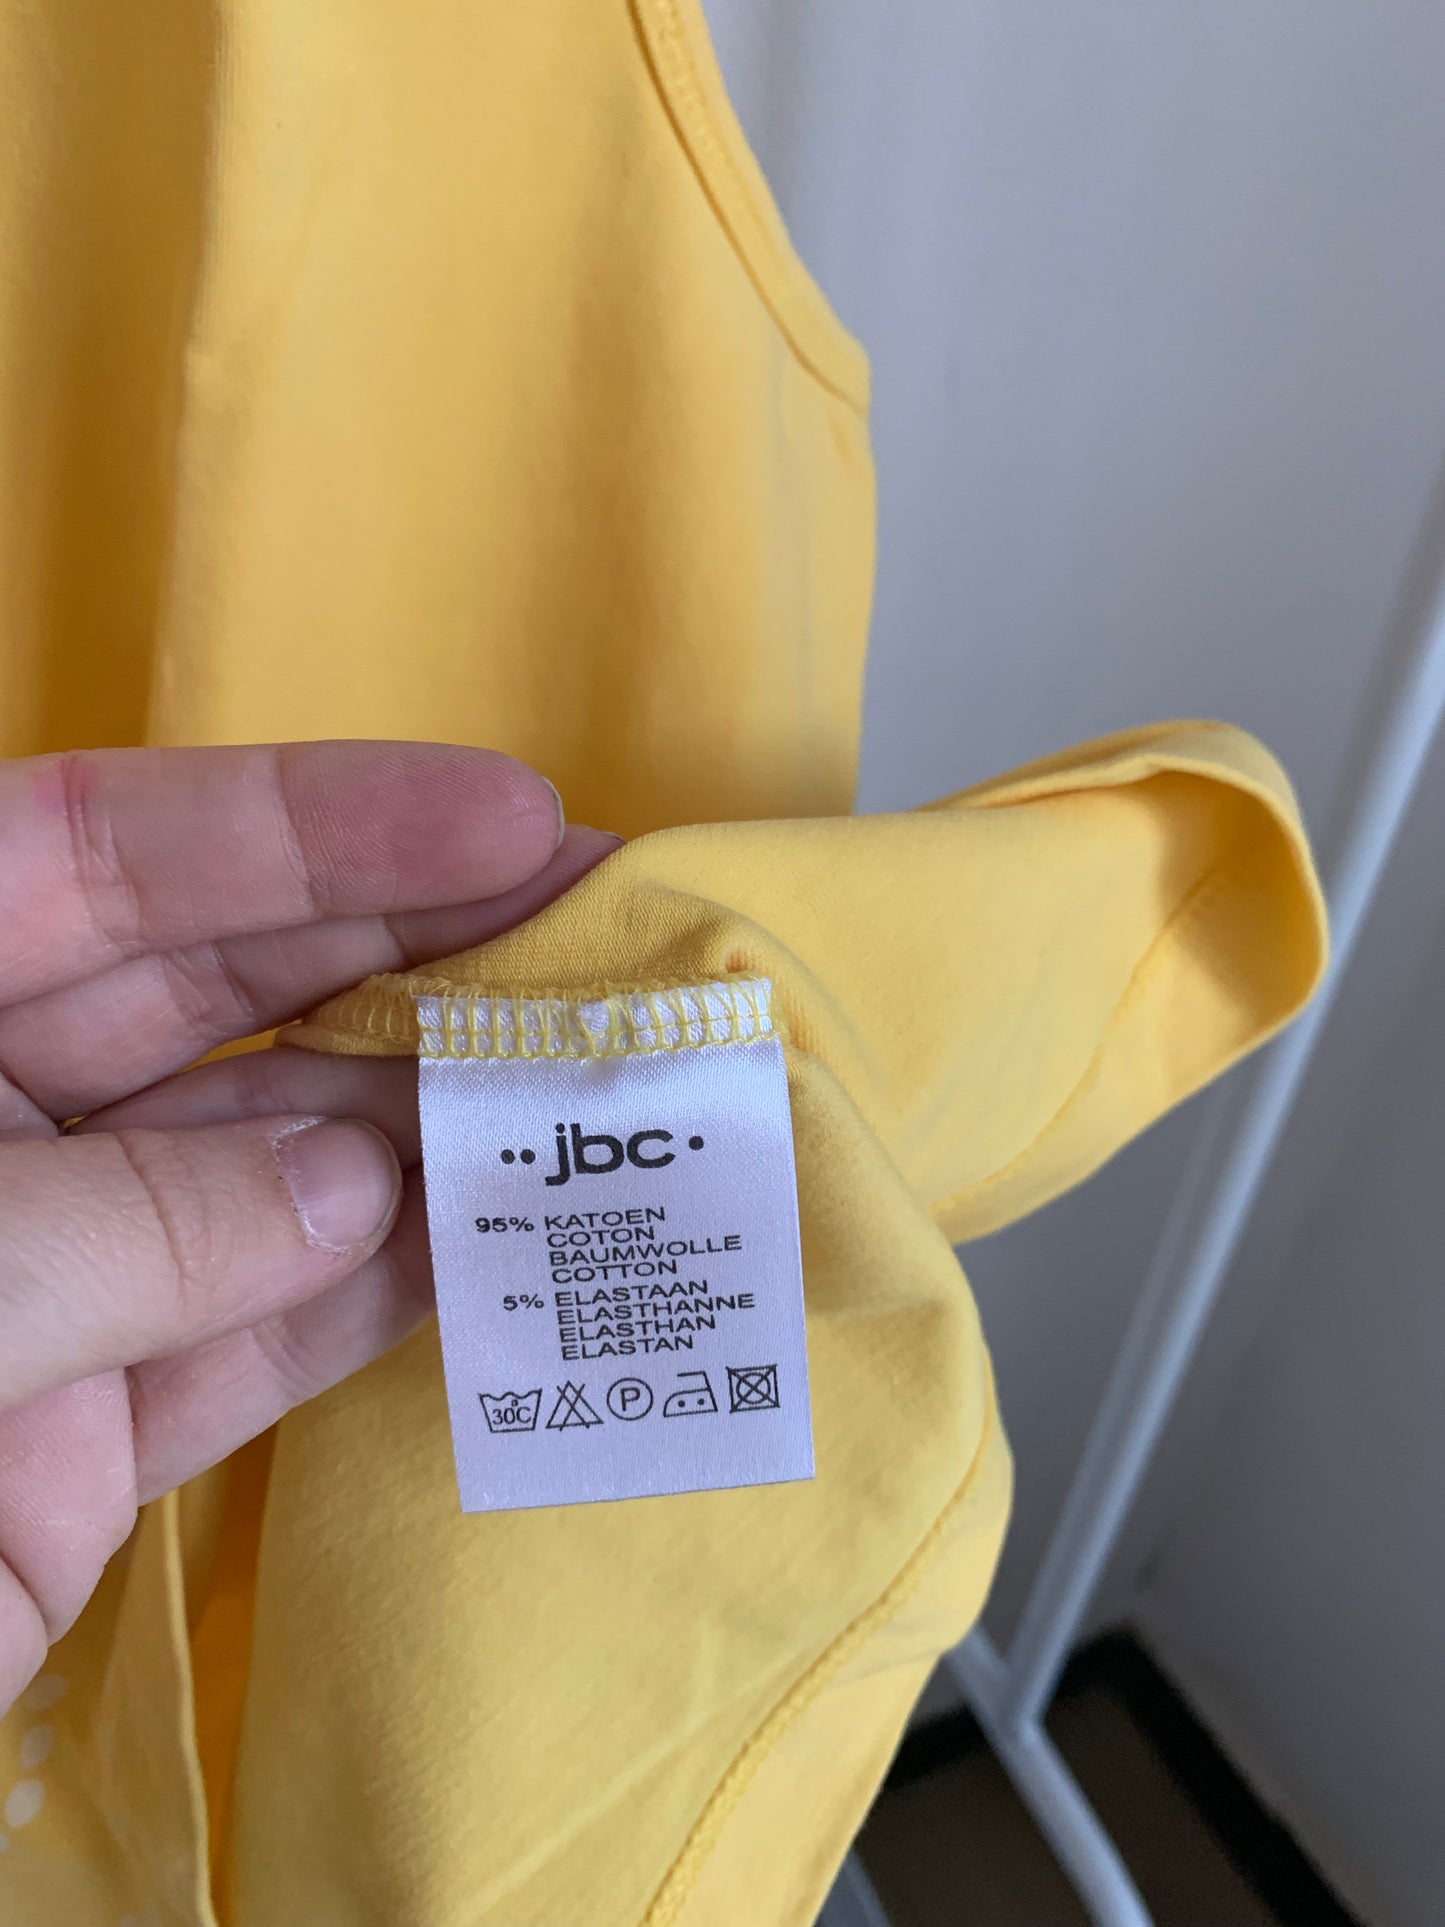 jbc
95% KATOEN
COTON
BAUMWOLLE
COTTON
5% ELASTAAN
ELASTHANNE
ELASTHAN
ELASTAN
30C P